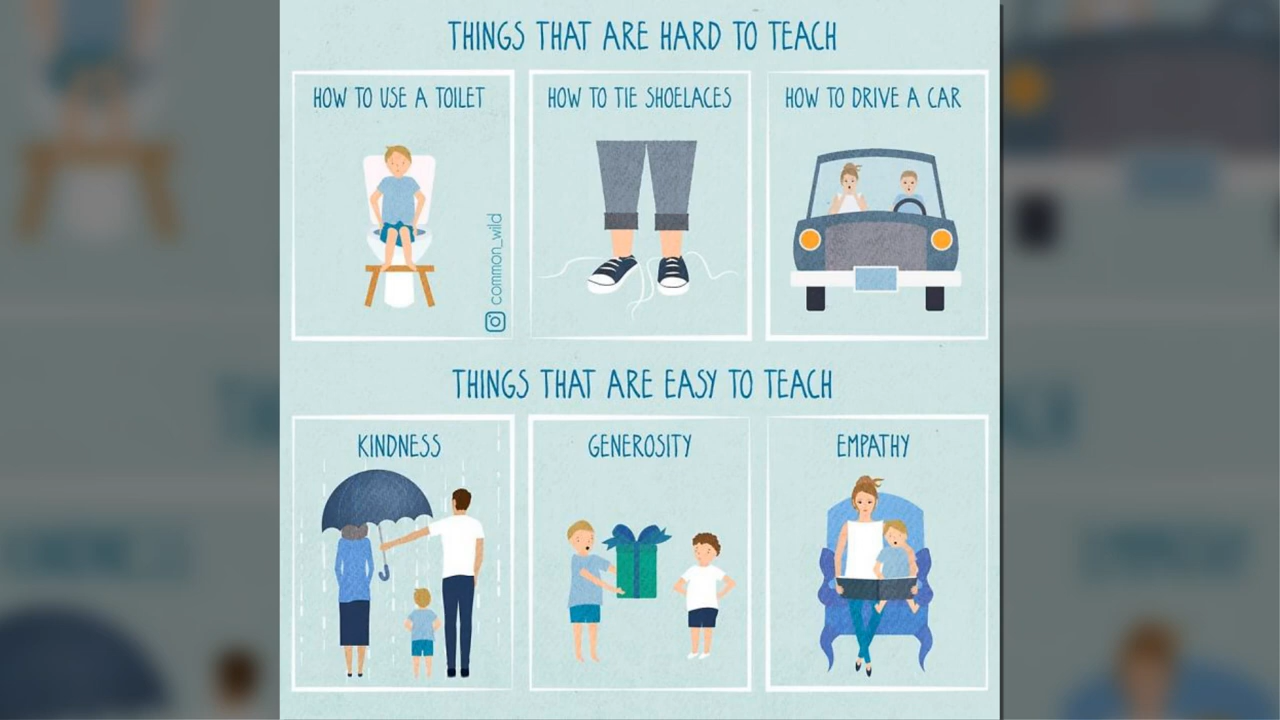 THINGS THAT ARE HARD TO TEACH
HOW TO USE A TOILET
HOW TO TIE SHOELACES
HOW TO DRIVE A CAR
common_wild
THINGS THAT ARE EASY TO TEACH
KINDNESS
GENEROSITY
EMPATHY